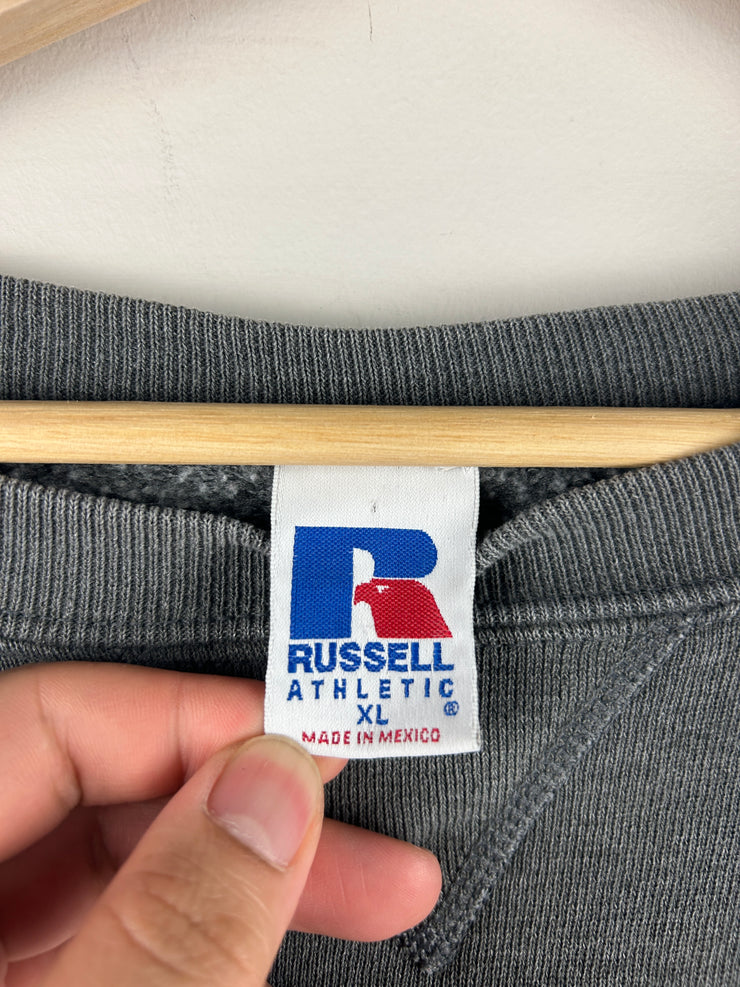 R
RUSSELL
ATHLETIC
XL ®
MADE IN MEXICO